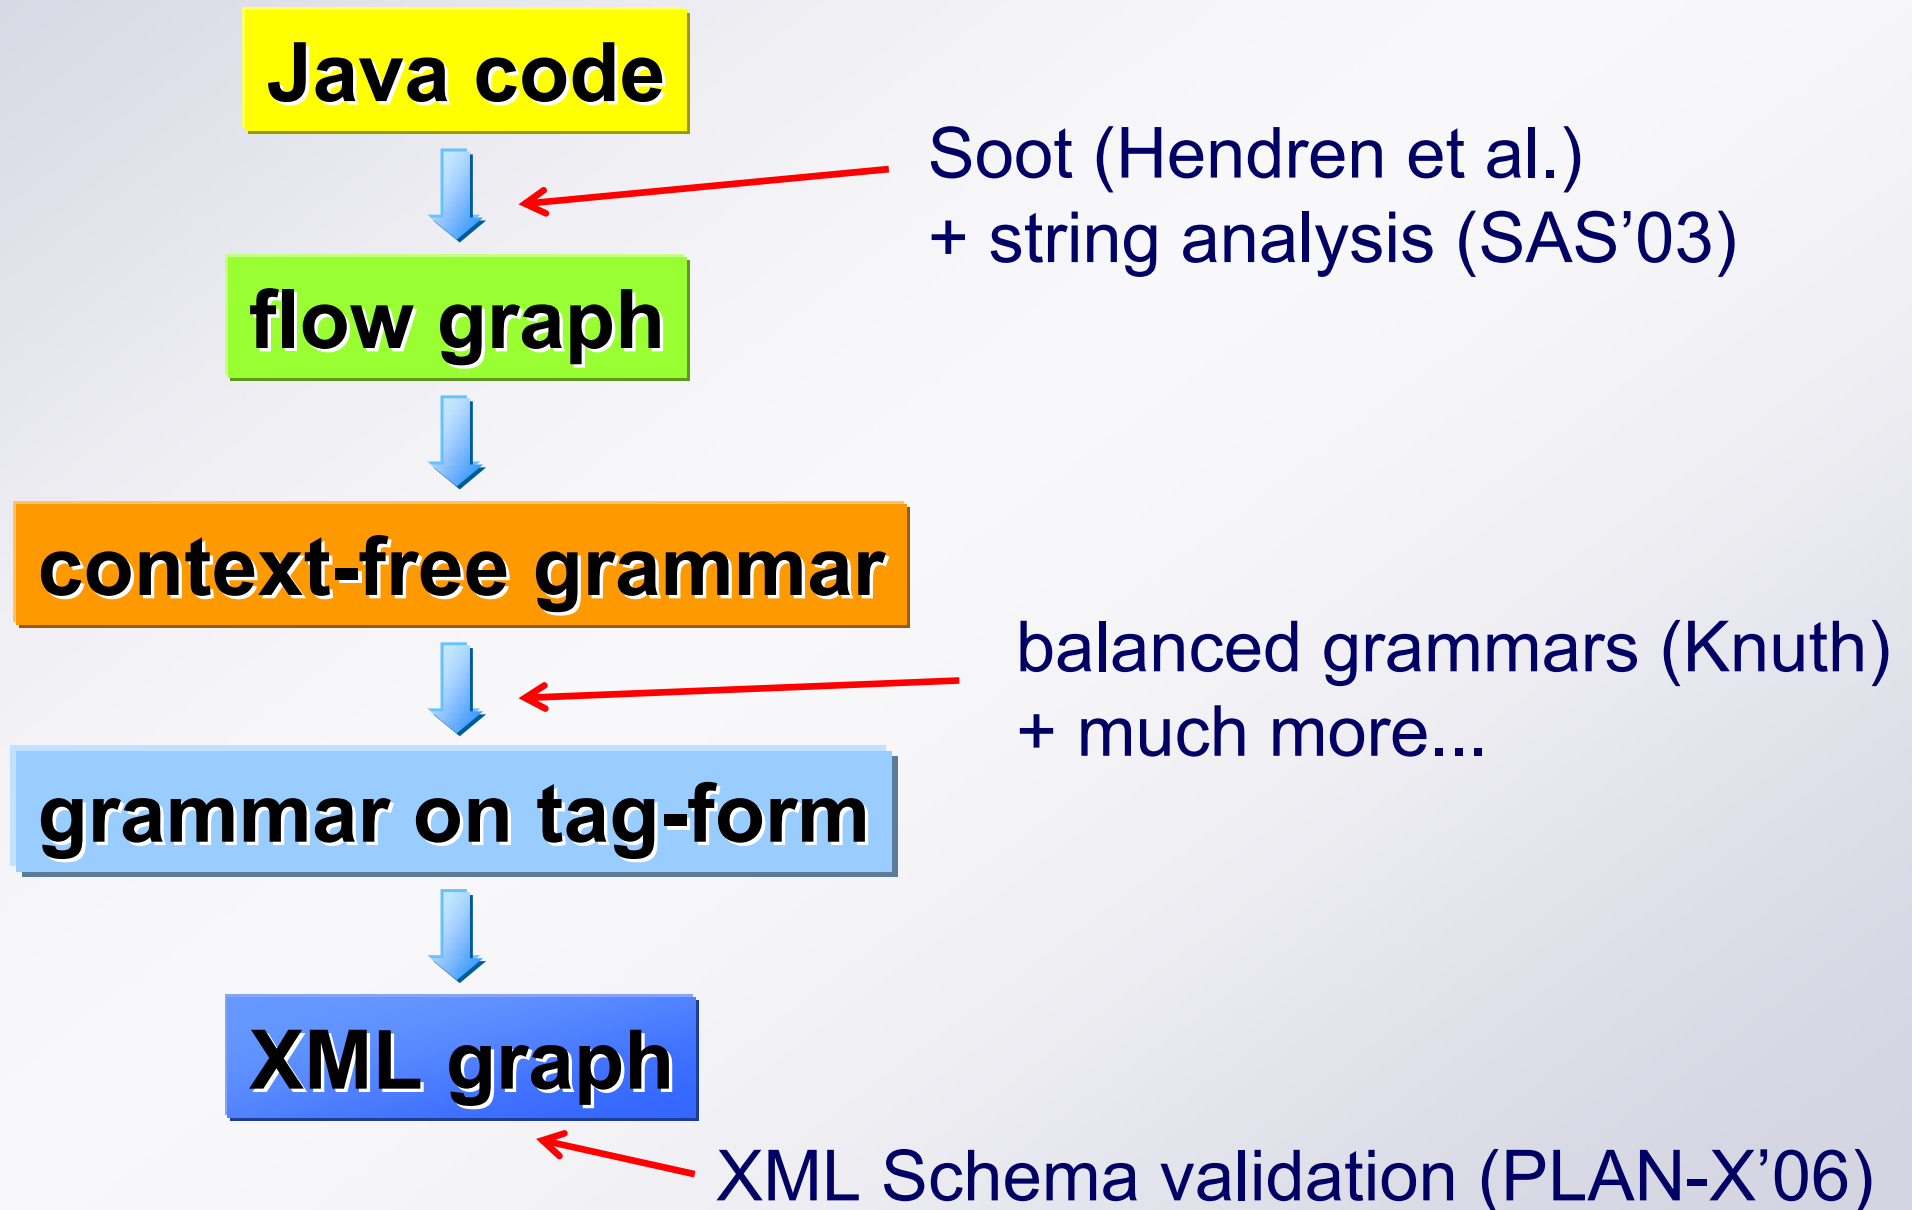 Java code
Soot (Hendren et al.)
+ string analysis (SAS’03)
flow graph
context-free grammar
balanced grammars (Knuth)
+ much more...
grammar on tag-form
XML graph
XML Schema validation (PLAN-X’06)